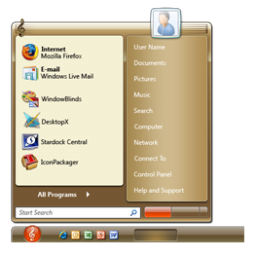 Internet
Mozilla Firefox
E-mail
Windows Live Mail
WindowBlinds
DesktopX
Stardock Central
IconPackager
All Programs
Start Search
User Name
Documents
Pictures
Music
Search
Computer
Network
Connect To
Control Panel
Help and Support